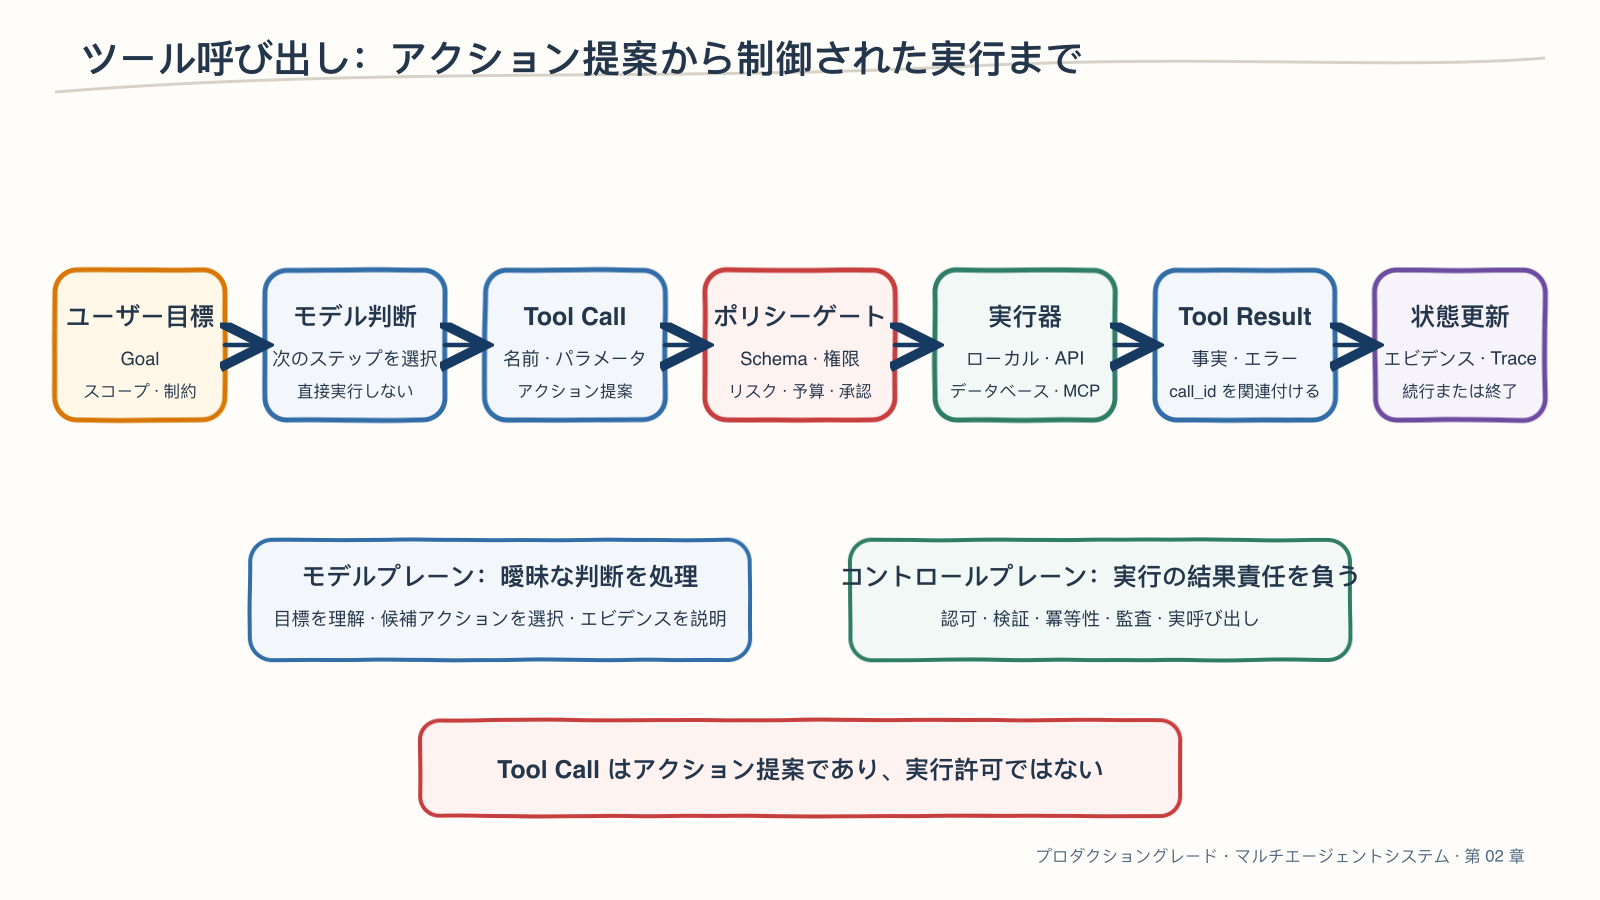 ツール呼び出し：アクション提案から制御された実行まで
ユーザー目標
Goal
スコープ · 制約
モデル判断
次のステップを選択
直接実行しない
Tool Call
名前 · パラメータ
アクション提案
ポリシーゲート
Schema · 権限
リスク · 予算 · 承認
実行器
ローカル · API
データベース · MCP
Tool Result
事実 · エラー
call_id を関連付ける
状態更新
エビデンス · Trace
続行または終了
モデルプレーン：曖昧な判断を処理
目標を理解 · 候補アクションを選択 · エビデンスを説明
コントロールプレーン：実行の結果責任を負う
認可 · 検証 · 冪等性 · 監査 · 実呼び出し
Tool Call はアクション提案であり、実行許可ではない
プロダクショングレード · マルチエージェントシステム · 第 02 章